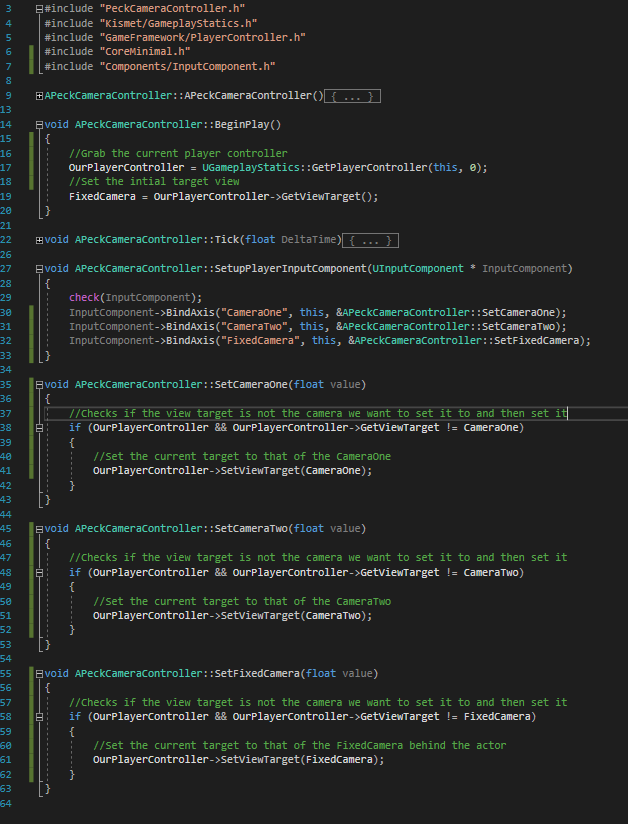 3 #include "PeckCameraController.h"
4 #include "Kismet/GameplayStatics.h"
5 #include "GameFramework/PlayerController.h"
6 #include "CoreMinimal.h"
7 #include "Components/InputComponent.h"
8
9 APeckCameraController::APeckCameraController(){ ... }
13
14 void APeckCameraController::BeginPlay()
15 {
16 //Grab the current player controller
17 OurPlayerController = UGameplayStatics::GetPlayerController(this, 0);
18 //Set the intial target view
19 FixedCamera = OurPlayerController->GetViewTarget();
20 }
21
22 void APeckCameraController::Tick(float DeltaTime){ ... }
26
27 void APeckCameraController::SetupPlayerInputComponent(UInputComponent * InputComponent)
28 {
29 check(InputComponent);
30 InputComponent->BindAxis("CameraOne", this, &APeckCameraController::SetCameraOne);
31 InputComponent->BindAxis("CameraTwo", this, &APeckCameraController::SetCameraTwo);
32 InputComponent->BindAxis("FixedCamera", this, &APeckCameraController::SetFixedCamera);
33 }
34
35 void APeckCameraController::SetCameraOne(float value)
36 {
37 //Checks if the view target is not the camera we want to set it to and then set it
38 if (OurPlayerController && OurPlayerController->GetViewTarget != CameraOne)
39 {
40 //Set the current target to that of the CameraOne
41 OurPlayerController->SetViewTarget(CameraOne);
42 }
43 }
44
45 void APeckCameraController::SetCameraTwo(float value)
46 {
47 //Checks if the view target is not the camera we want to set it to and then set it
48 if (OurPlayerController && OurPlayerController->GetViewTarget != CameraTwo)
49 {
50 //Set the current target to that of the CameraTwo
51 OurPlayerController->SetViewTarget(CameraTwo);
52 }
53 }
54
55 void APeckCameraController::SetFixedCamera(float value)
56 {
57 //Checks if the view target is not the camera we want to set it to and then set it
58 if (OurPlayerController && OurPlayerController->GetViewTarget != FixedCamera)
59 {
60 //Set the current target to that of the FixedCamera behind the actor
61 OurPlayerController->SetViewTarget(FixedCamera);
62 }
63 }
64